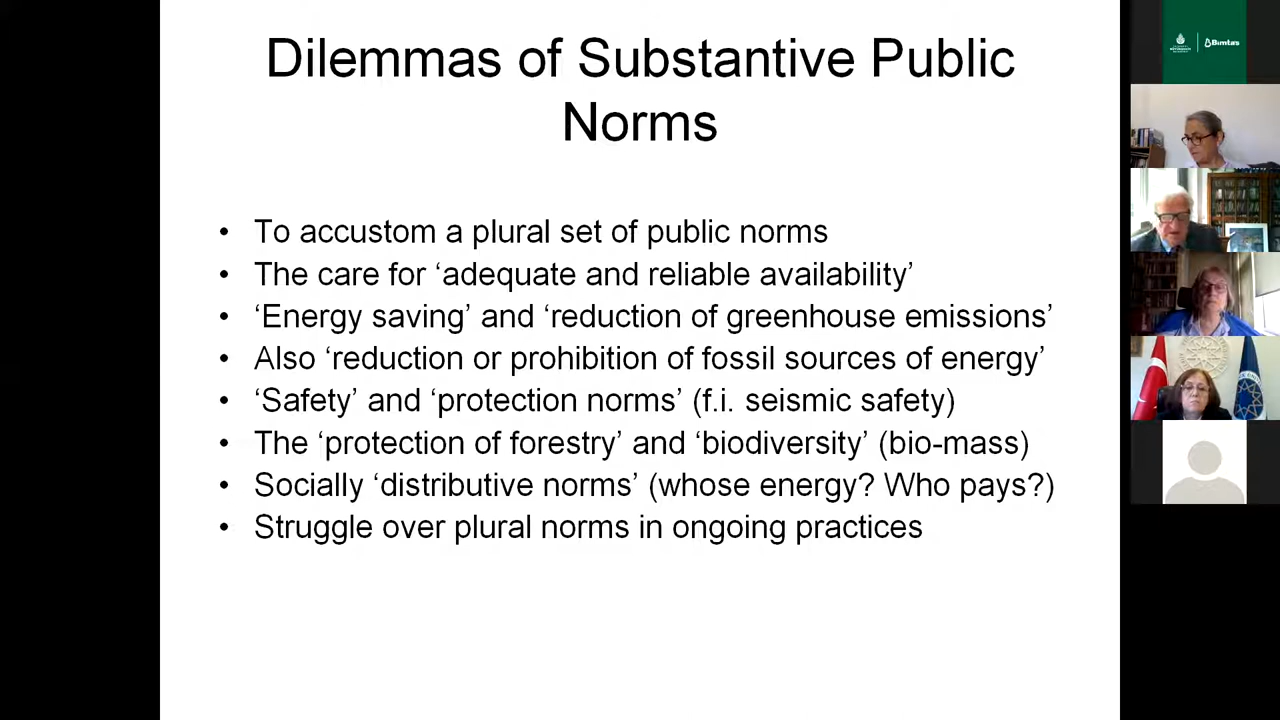 Dilemmas of Substantive Public
Norms
• To accustom a plural set of public norms
• The care for ‘adequate and reliable availability’
• ‘Energy saving’ and ‘reduction of greenhouse emissions’
• Also ‘reduction or prohibition of fossil sources of energy’
• ‘Safety’ and ‘protection norms’ (f.i. seismic safety)
• The ‘protection of forestry’ and ‘biodiversity’ (bio-mass)
• Socially ‘distributive norms’ (whose energy? Who pays?)
• Struggle over plural norms in ongoing practices
Bimtas